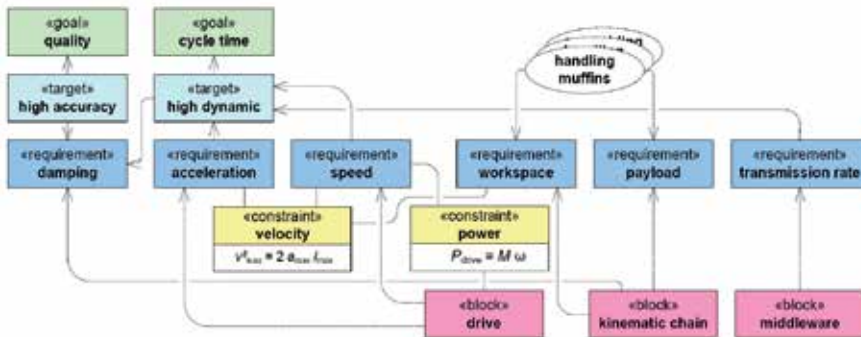 «goal»
quality
«goal»
cycle time
«target»
high accuracy
«target»
high dynamic
handling
muffins
«requirement»
damping
«requirement»
acceleration
«requirement»
speed
«requirement»
workspace
«requirement»
payload
«requirement»
transmission rate
«constraint»
velocity
«constraint»
power
«block»
drive
«block»
kinematic chain
«block»
middleware